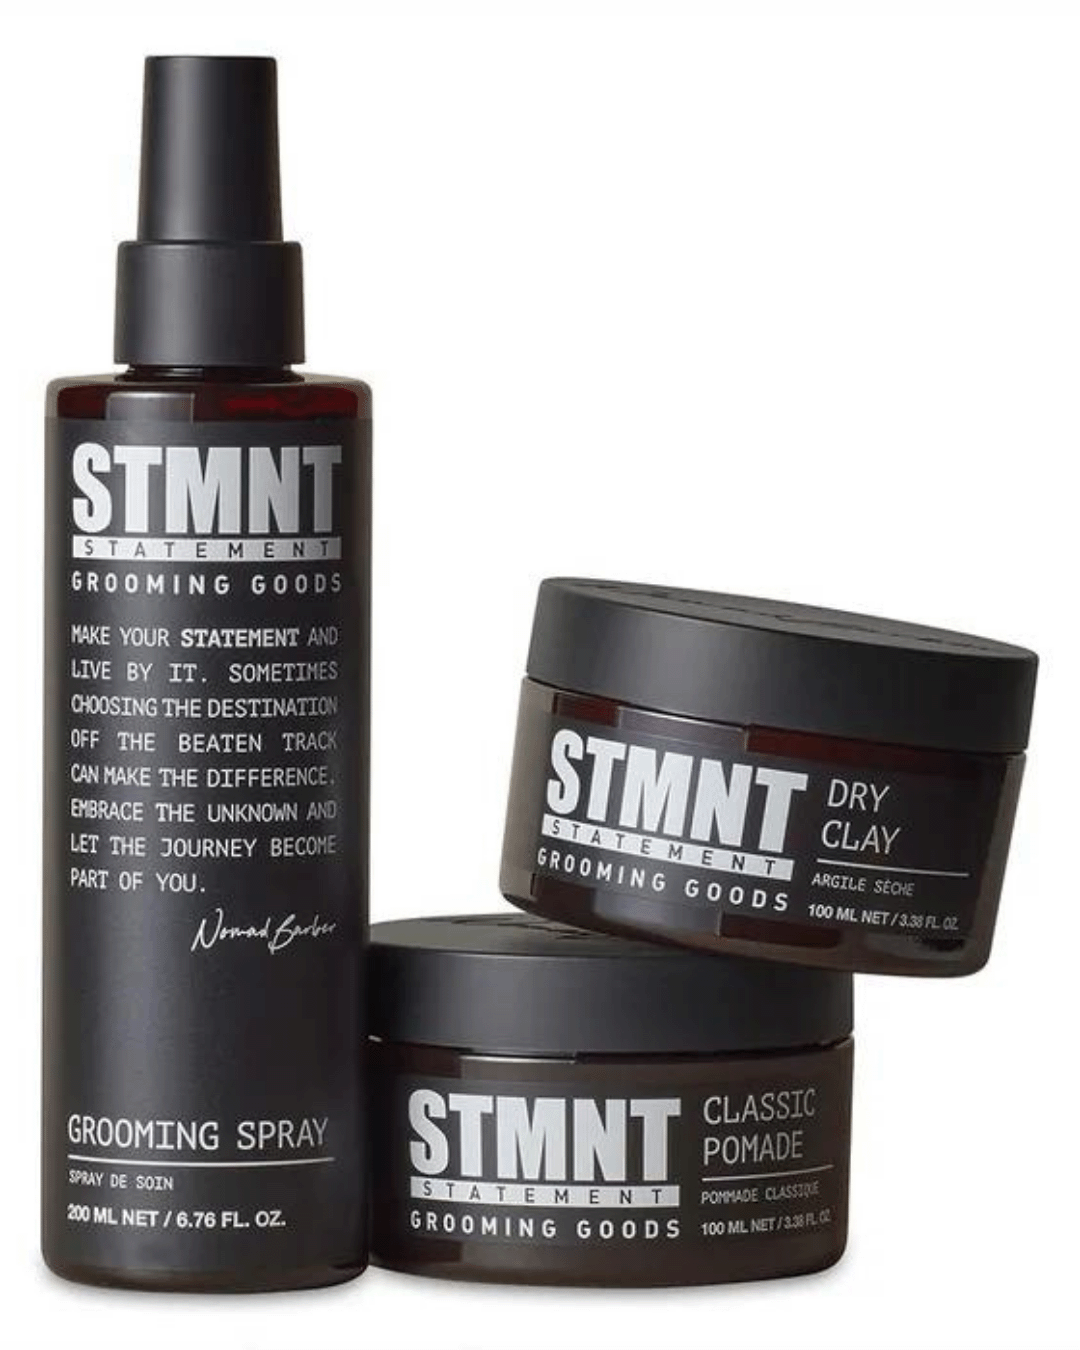 STMNT
STATEMENT
GROOMING GOODS
MAKE YOUR STATEMENT AND
LIVE BY IT. SOMETIMES
CHOOSING THE DESTINATION
OFF THE BEATEN TRACK
CAN MAKE THE DIFFERENCE.
EMBRACE THE UNKNOWN AND
LET THE JOURNEY BECOME
PART OF YOU.
Nomad Barber
GROOMING SPRAY
SPRAY DE SOIN
200 ML NET / 6.76 FL. OZ.
STMNT
STATEMENT
GROOMING GOODS
DRY
CLAY
ARGILE SÈCHE
100 ML NET / 3.38 FL. OZ.
STMNT
STATEMENT
GROOMING GOODS
CLASSIC
POMADE
POMMADE CLASSIQUE
100 ML NET / 3.38 FL. OZ.